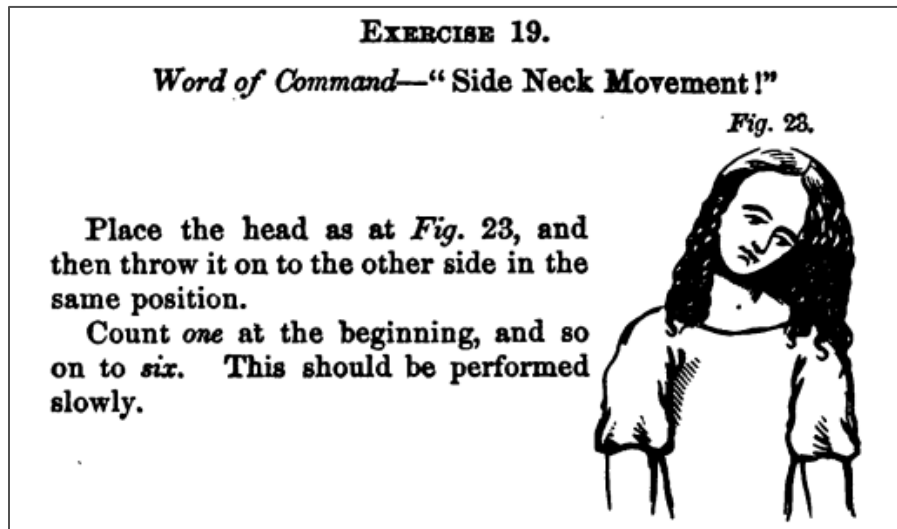 EXERCISE 19.
Word of Command—“Side Neck Movement!”
Fig. 23.
Place the head as at Fig. 23, and
then throw it on to the other side in the
same position.
Count one at the beginning, and so
on to six. This should be performed
slowly.